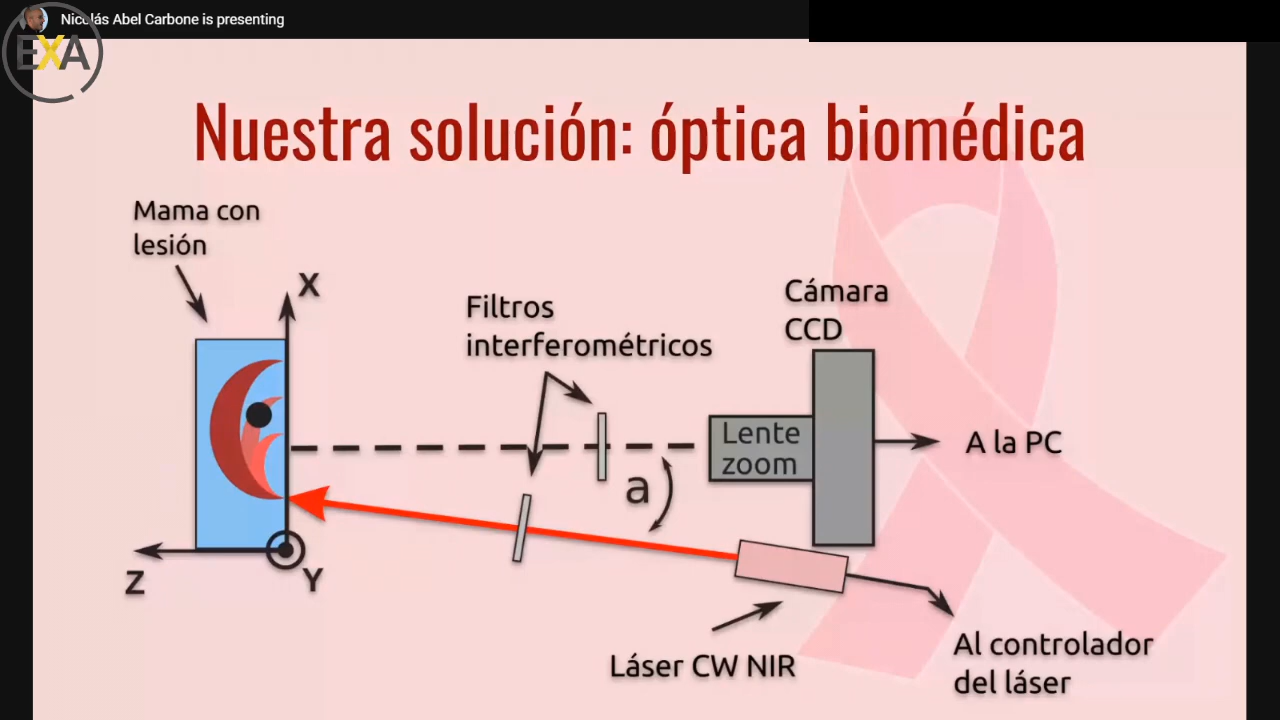 Nicolás Abel Carbone is presenting
EXA
Nuestra solución: óptica biomédica
Mama con
lesión
X
Filtros
interferométricos
Cámara
CCD
Lente
zoom
A la PC
a
Z
Y
Láser CW NIR
Al controlador
del láser